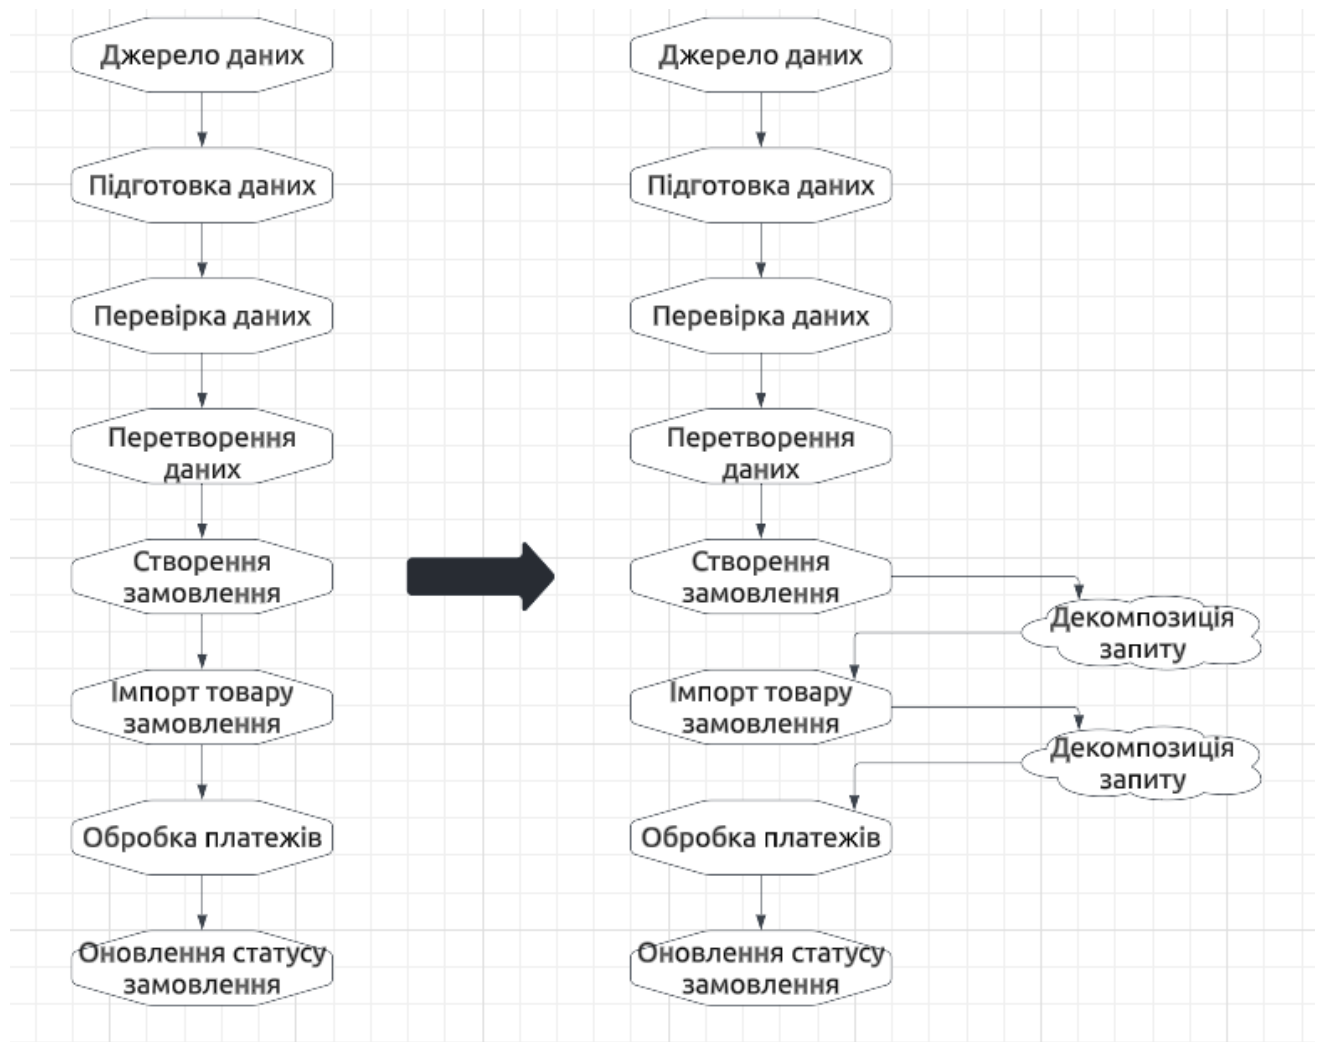 Джерело даних
Підготовка даних
Перевірка даних
Перетворення
даних
Створення
замовлення
Імпорт товару
замовлення
Обробка платежів
Оновлення статусу
замовлення
Джерело даних
Підготовка даних
Перевірка даних
Перетворення
даних
Створення
замовлення
Декомпозиція
запиту
Імпорт товару
замовлення
Декомпозиція
запиту
Обробка платежів
Оновлення статусу
замовлення